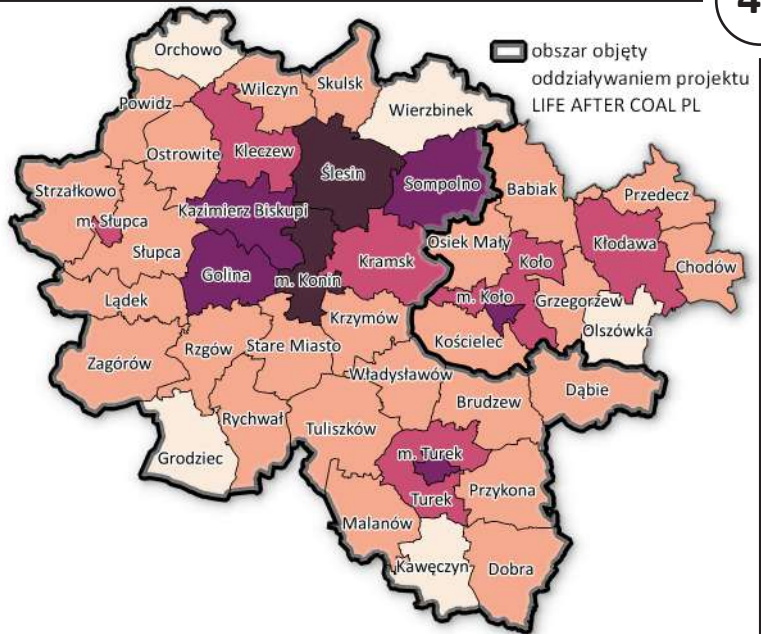 4
obszar objęty
oddziaływaniem projektu
LIFE AFTER COAL PL
Orchowo
Powidz
Wilczyn
Skulsk
Wierzbinek
Ostrowite
Kleczew
Ślesin
Sompolno
Babiak
Przedecz
Strzałkowo
m. Słupca
Kazimierz Biskupi
Słupca
Osiek Mały
Kłodawa
Koło
Chodów
Golina
m. Konin
Kramsk
Lądek
m. Koło
Grzegorzew
Olszówka
Krzymów
Kościelec
Zagórów
Rzgów
Stare Miasto
Władysławów
Dąbie
Brudzew
Rychwał
Tuliszków
Grodziec
m. Turek
Turek
Przykona
Malanów
Kawęczyn
Dobra